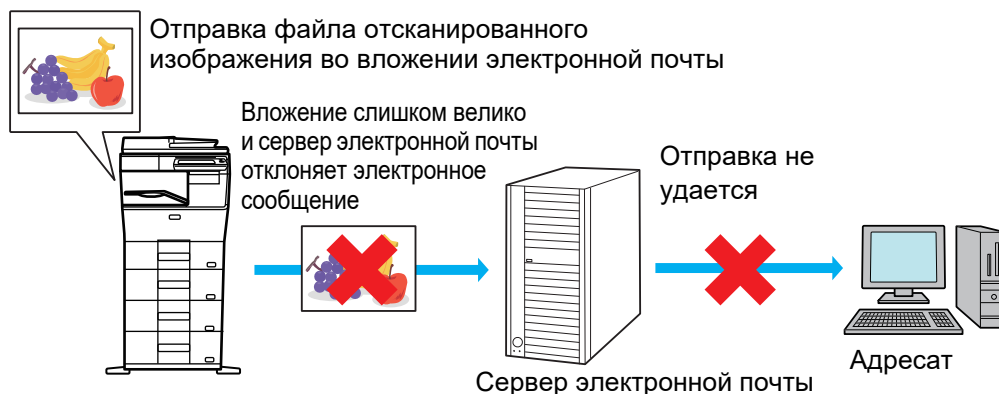 Отправка файла отсканированного
изображения во вложении электронной почты
Вложение слишком велико
и сервер электронной почты
отклоняет электронное
сообщение
Отправка не
удается
Адресат
Сервер электронной почты